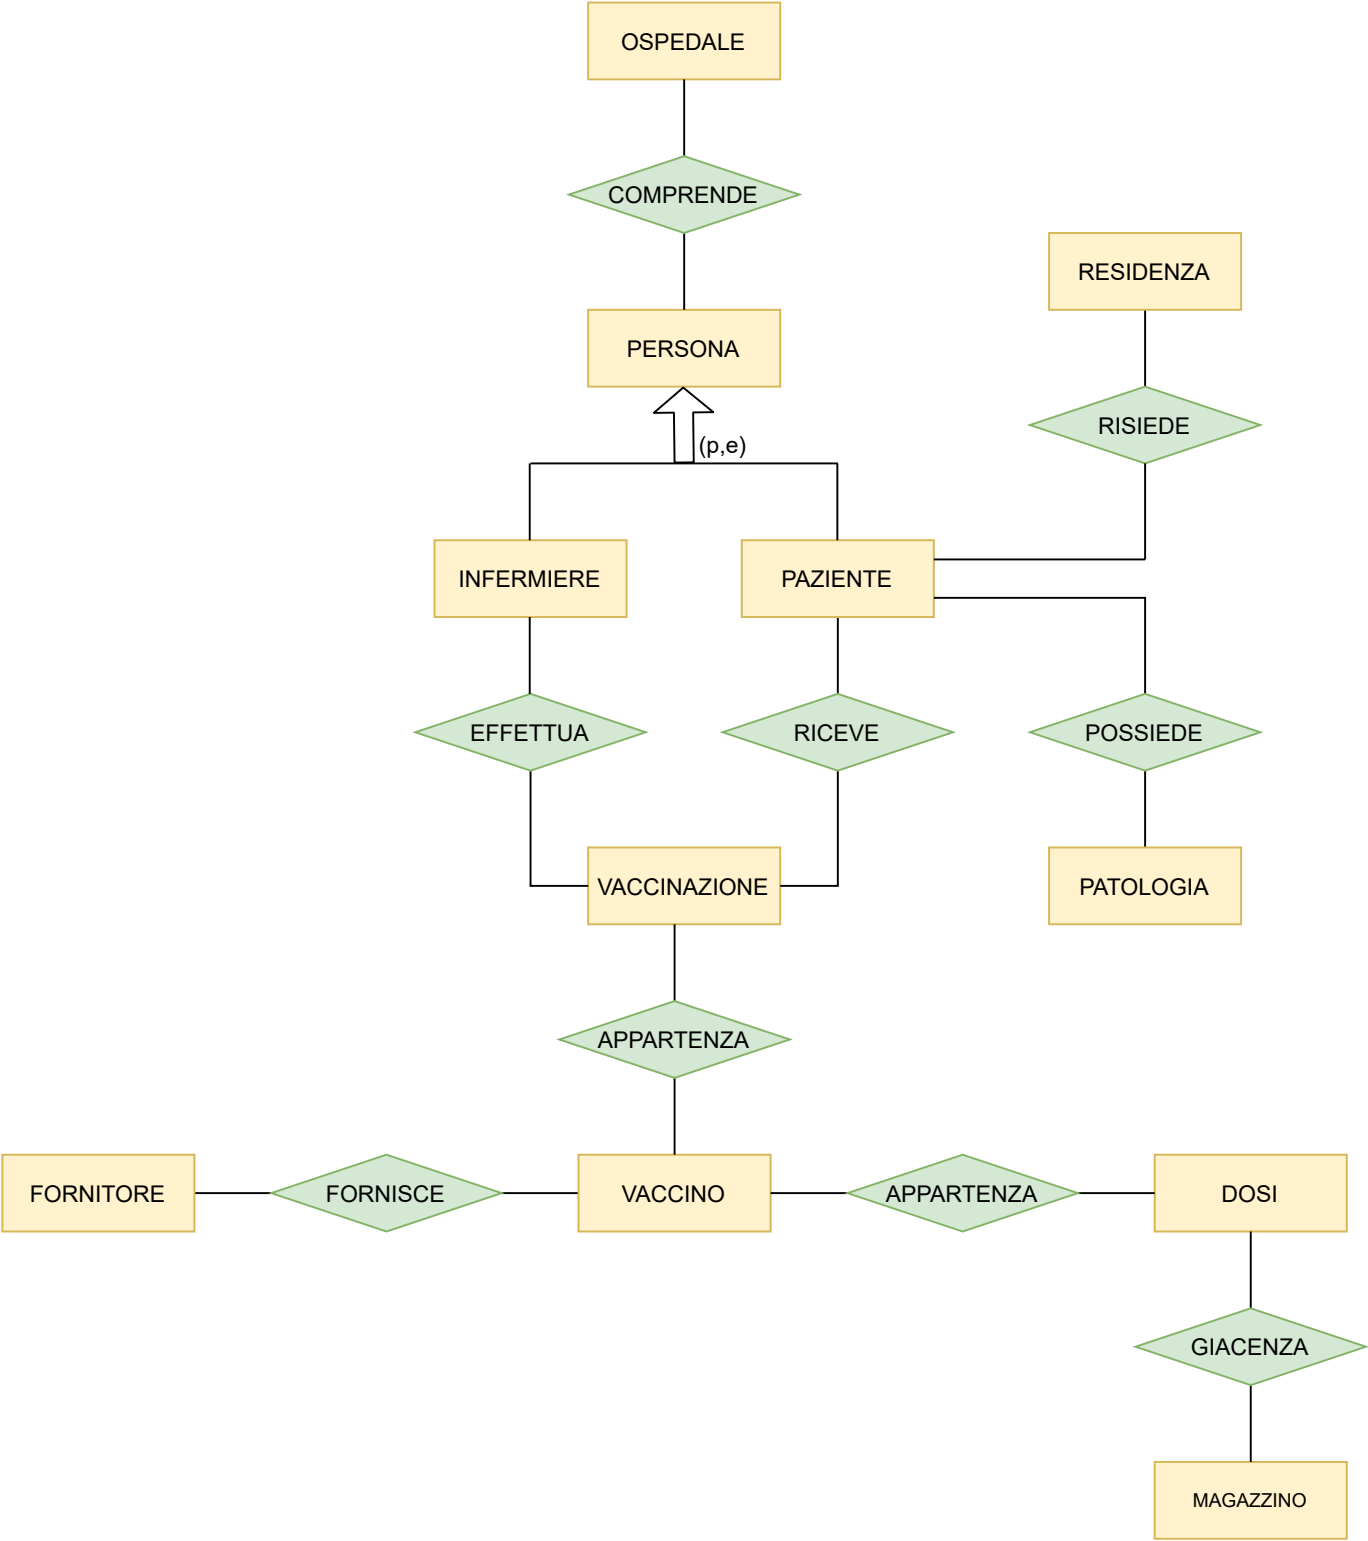 OSPEDALE
COMPRENDE
RESIDENZA
PERSONA
RISIEDE
(p,e)
INFERMIERE
PAZIENTE
EFFETTUA
RICEVE
POSSIEDE
VACCINAZIONE
PATOLOGIA
APPARTENZA
FORNITORE
FORNISCE
VACCINO
APPARTENZA
DOSI
GIACENZA
MAGAZZINO